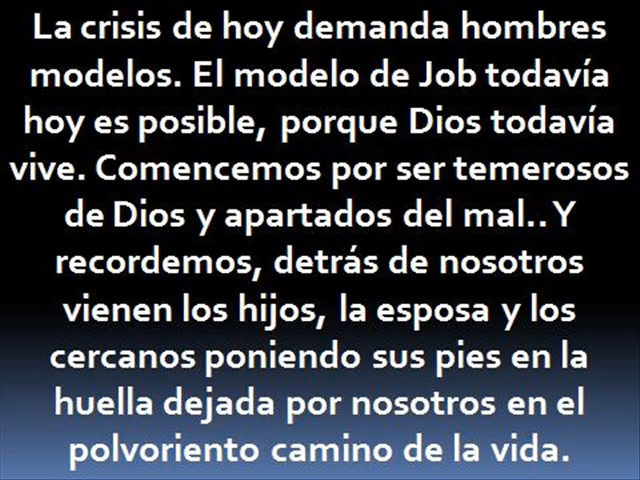 La crisis de hoy demanda hombres
modelos. El modelo de Job todavía
hoy es posible, porque Dios todavía
vive. Comencemos por ser temerosos
de Dios y apartados del mal.. Y
recordemos, detrás de nosotros
vienen los hijos, la esposa y los
cercanos poniendo sus pies en la
huella dejada por nosotros en el
polvoriento camino de la vida.